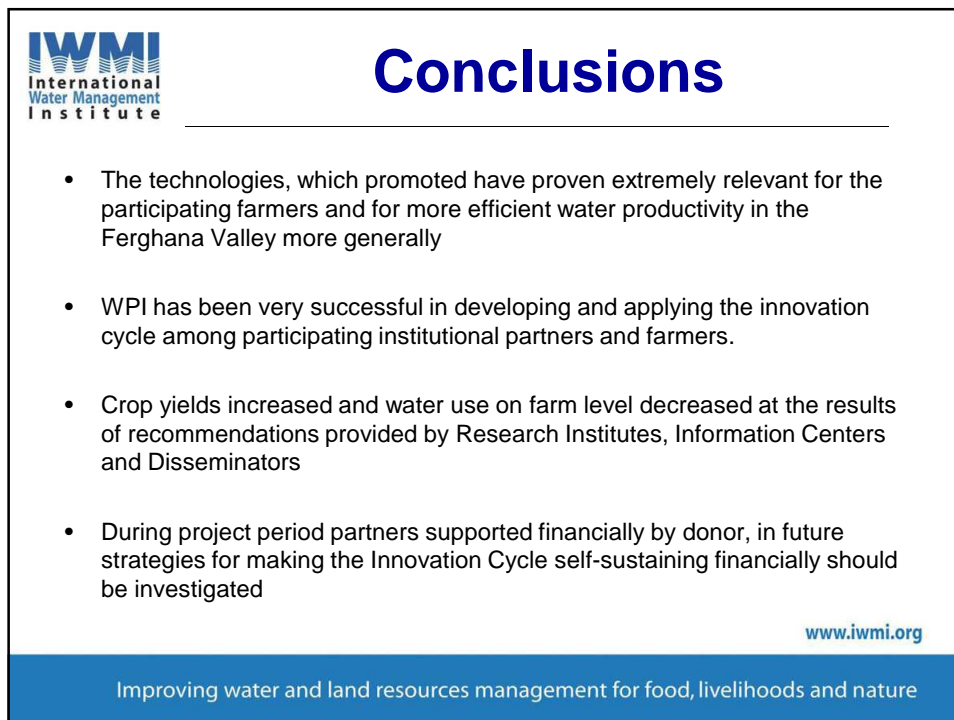 IWMI
International
Water Management
Institute
Conclusions
• The technologies, which promoted have proven extremely relevant for the
participating farmers and for more efficient water productivity in the
Ferghana Valley more generally
• WPI has been very successful in developing and applying the innovation
cycle among participating institutional partners and farmers.
• Crop yields increased and water use on farm level decreased at the results
of recommendations provided by Research Institutes, Information Centers
and Disseminators
• During project period partners supported financially by donor, in future
strategies for making the Innovation Cycle self-sustaining financially should
be investigated
www.iwmi.org
Improving water and land resources management for food, livelihoods and nature